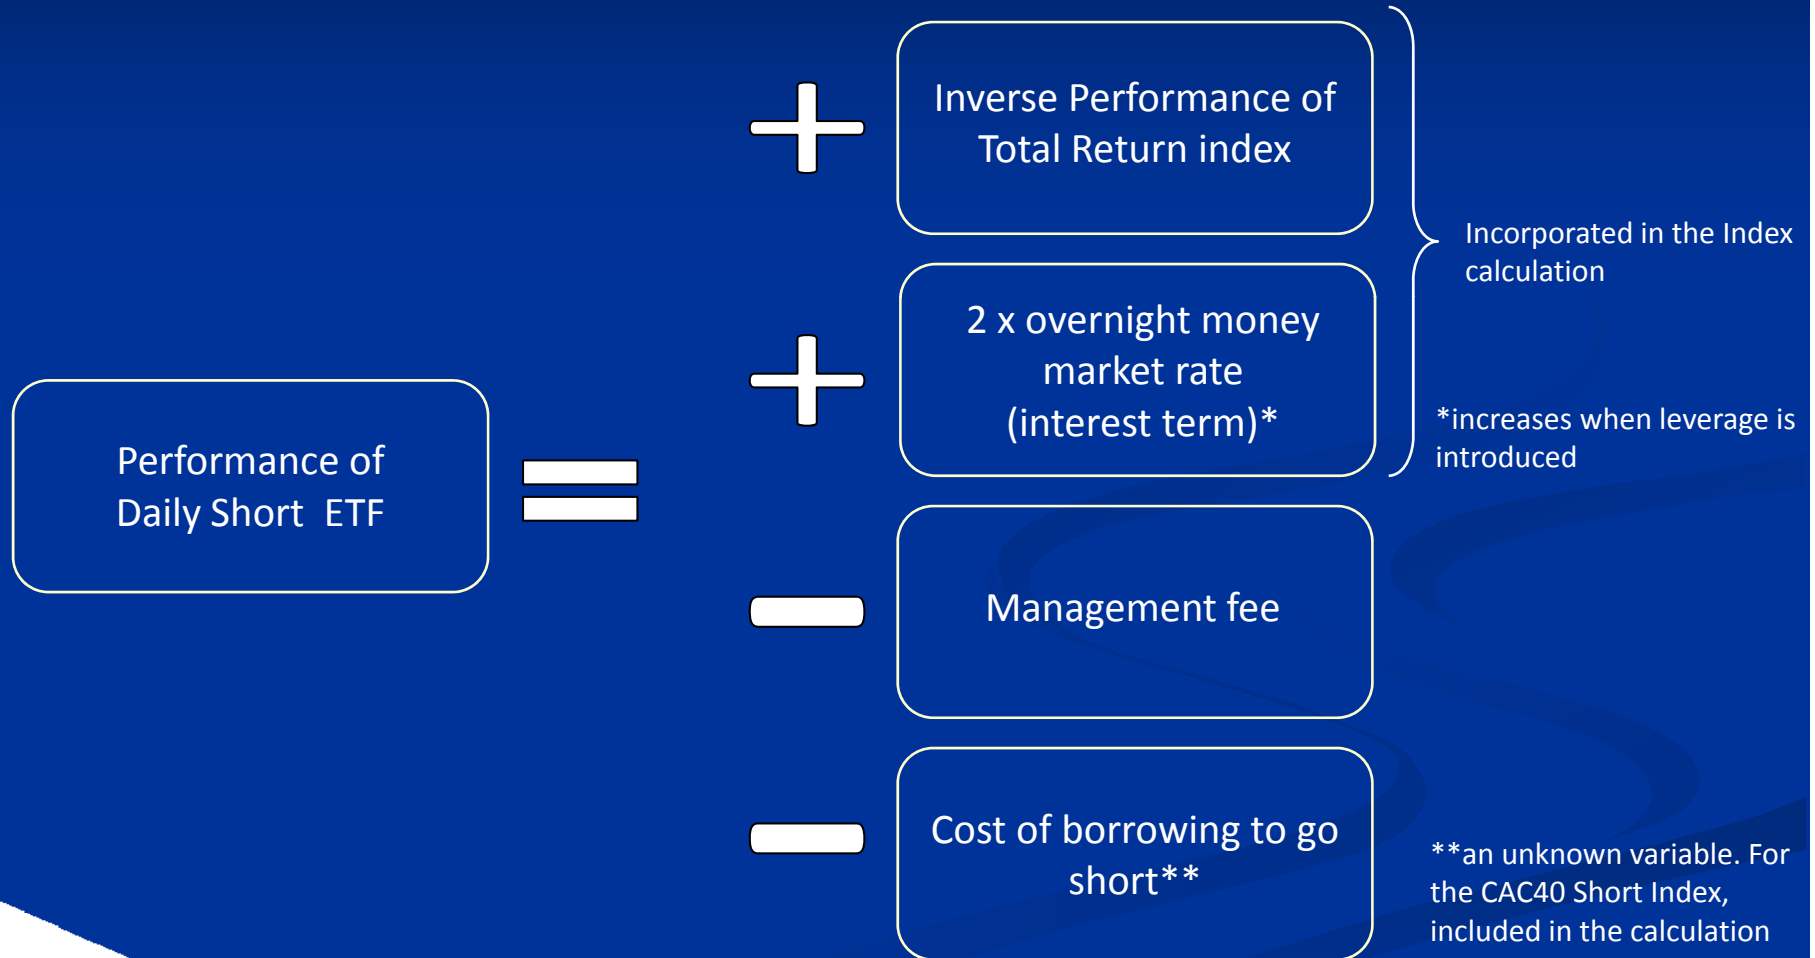 Performance of
Daily Short ETF
Inverse Performance of
Total Return index
2 x overnight money
market rate
(interest term)*
Management fee
Cost of borrowing to go
short**
Incorporated in the Index
calculation
*increases when leverage is
introduced
**an unknown variable. For
the CAC40 Short Index,
included in the calculation